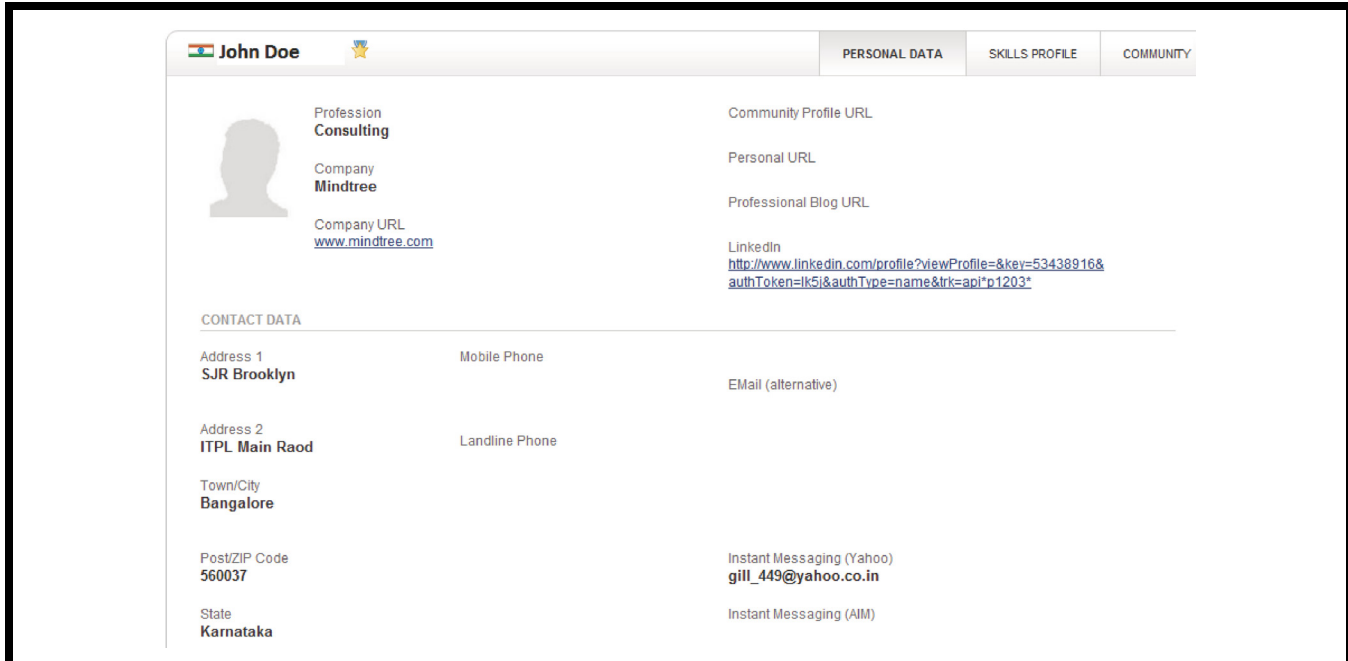 John Doe
PERSONAL DATA
SKILLS PROFILE
COMMUNITY
Profession
Consulting
Company
Mindtree
Company URL
www.mindtree.com
Community Profile URL
Personal URL
Professional Blog URL
LinkedIn
http://www.linkedin.com/profile?viewProfile=&key=53438916&
authToken=lk5j&authType=name&trk=api*p1203*
CONTACT DATA
Address 1
SJR Brooklyn
Mobile Phone
EMail (alternative)
Address 2
ITPL Main Raod
Landline Phone
Town/City
Bangalore
Post/ZIP Code
560037
Instant Messaging (Yahoo)
gill_449@yahoo.co.in
State
Karnataka
Instant Messaging (AIM)